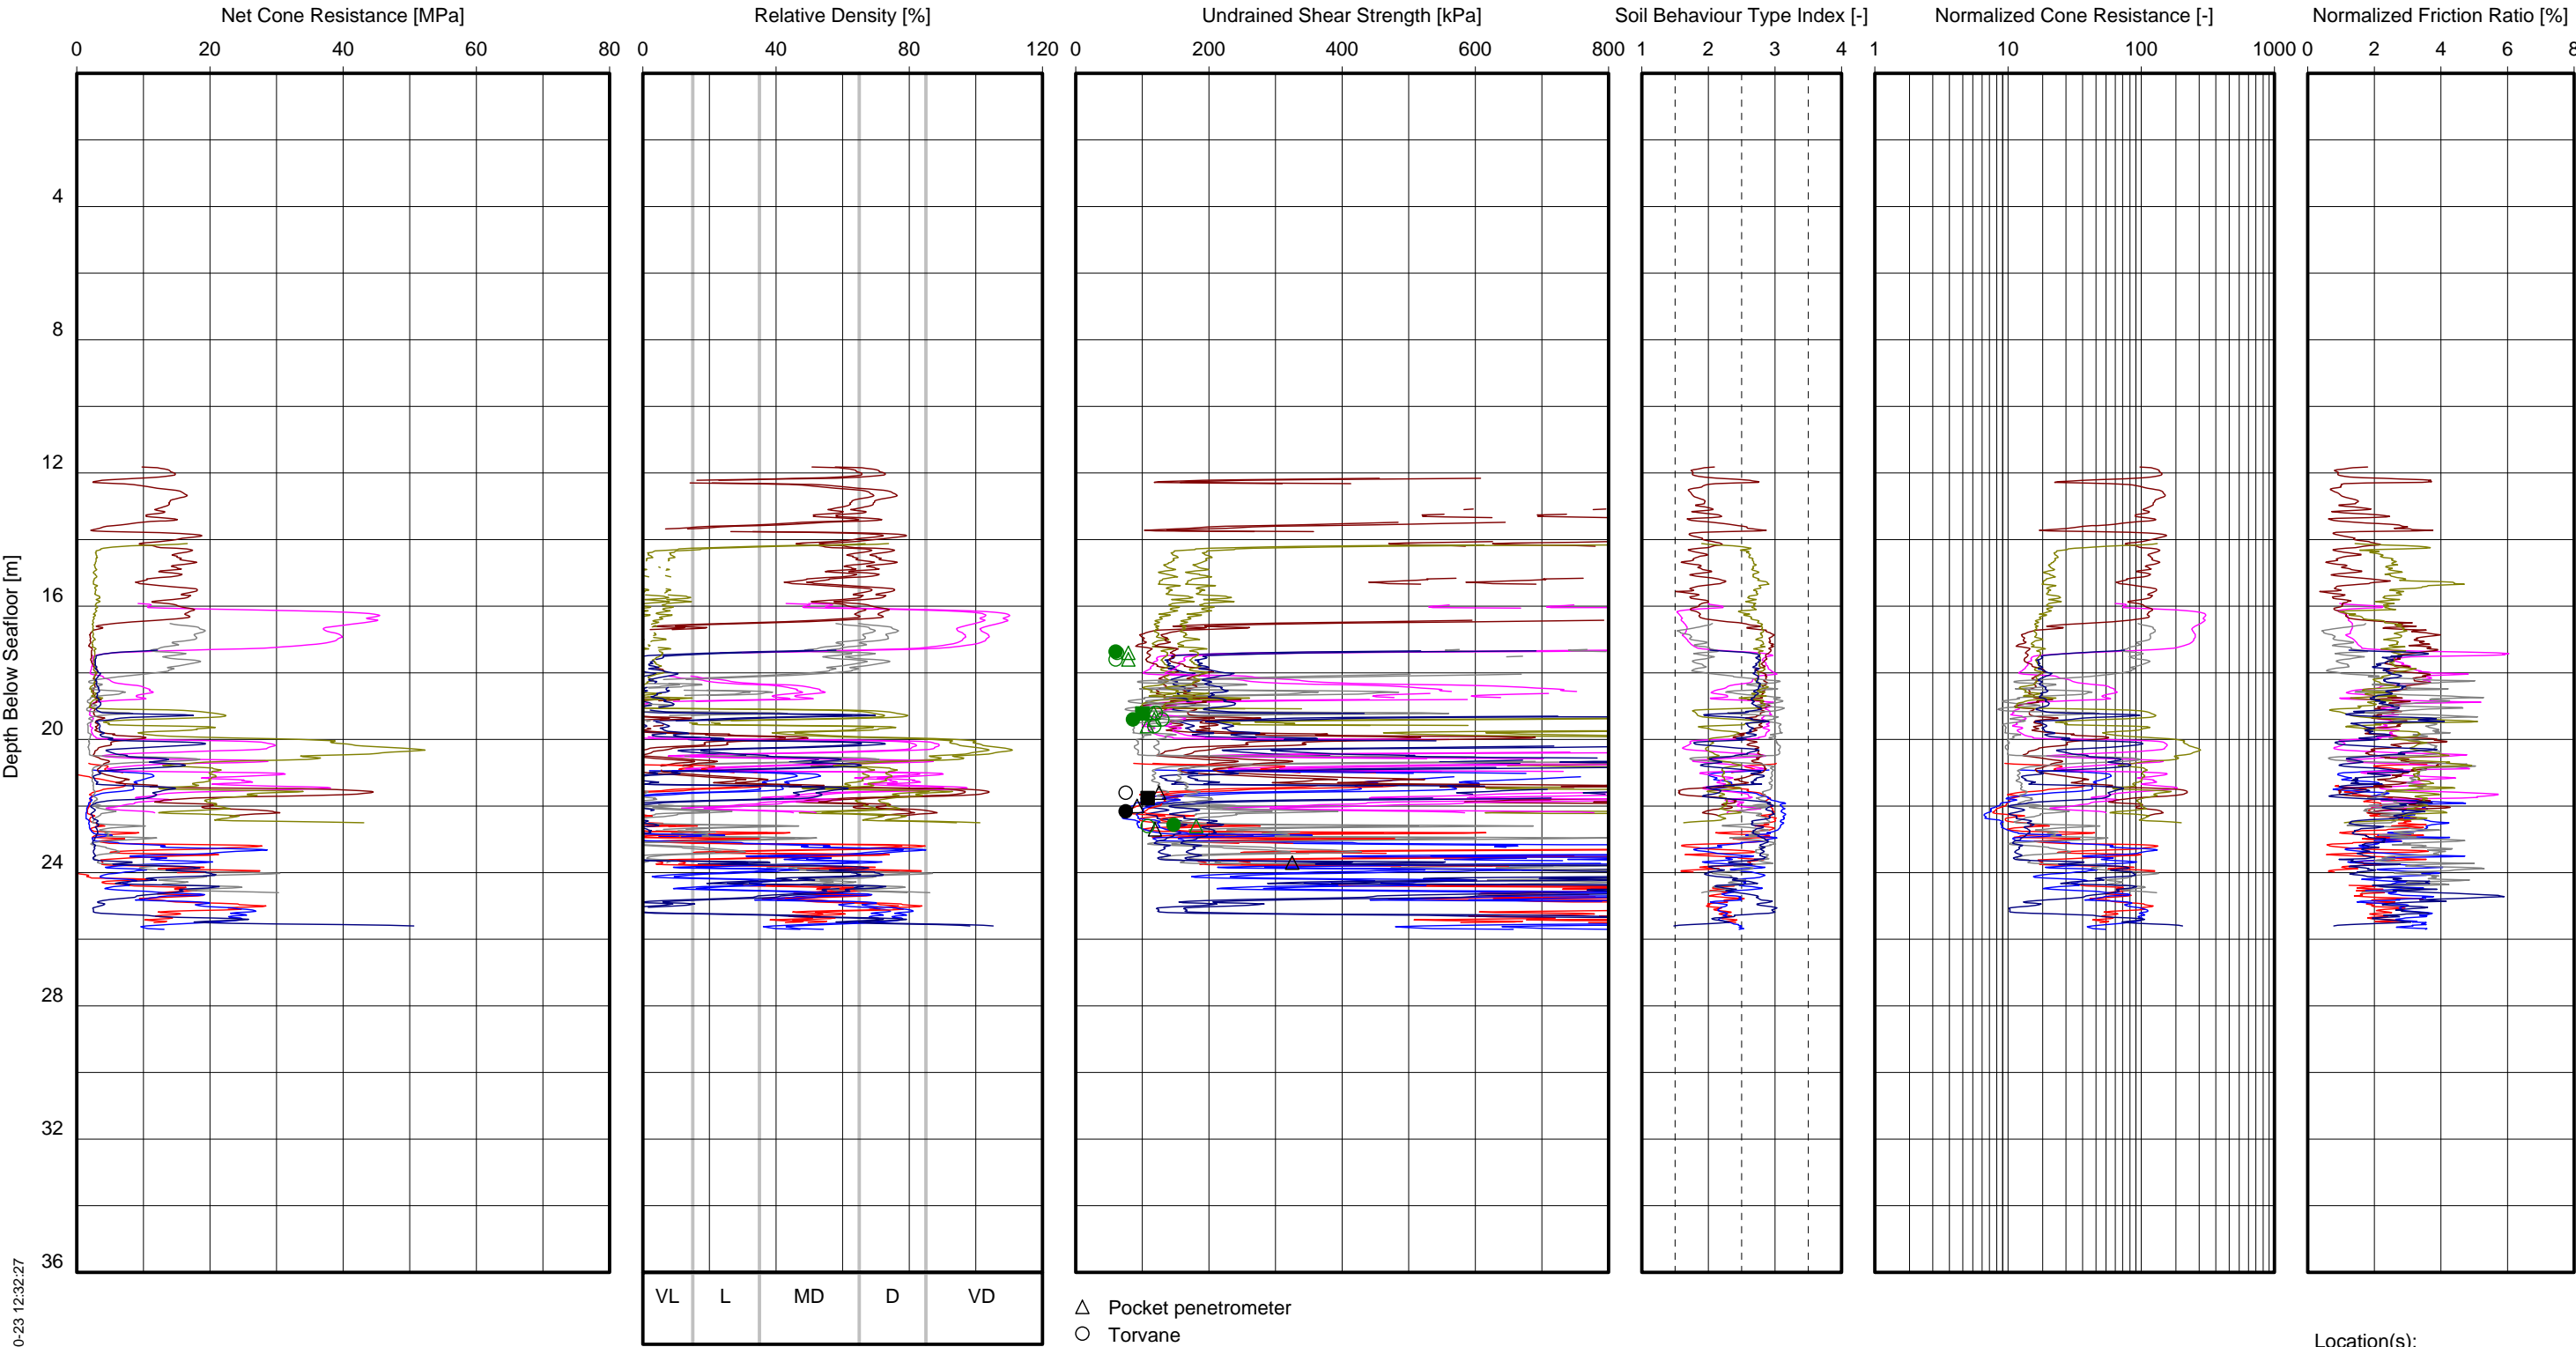 Net Cone Resistance [MPa] Relative Density [%] Undrained Shear Strength [kPa] Soil Behaviour Type Index [-] Normalized Cone Resistance [-] Normalized Friction Ratio [%]
0 20 40 60 80 0 40 80 120 0 200 400 600 800 1 2 3 4 1 10 100 1000 0 2 4 6 8
Depth Below Seafloor [m]
4
8
12
16
20
24
28
32
36
0-23 12:32:27
VL L MD D VD
Pocket penetrometer
Torvane
Location(s):